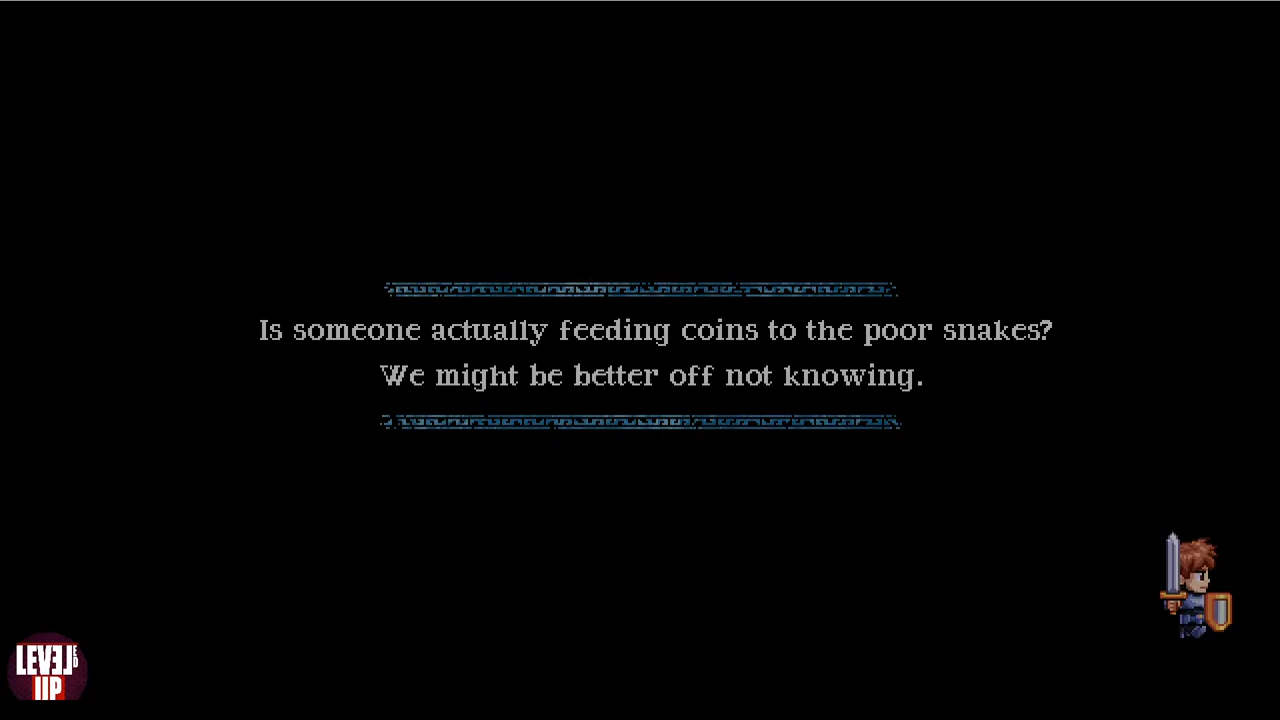 Is someone actually feeding coins to the poor snakes?
We might be better off not knowing.
LEVEL
UP